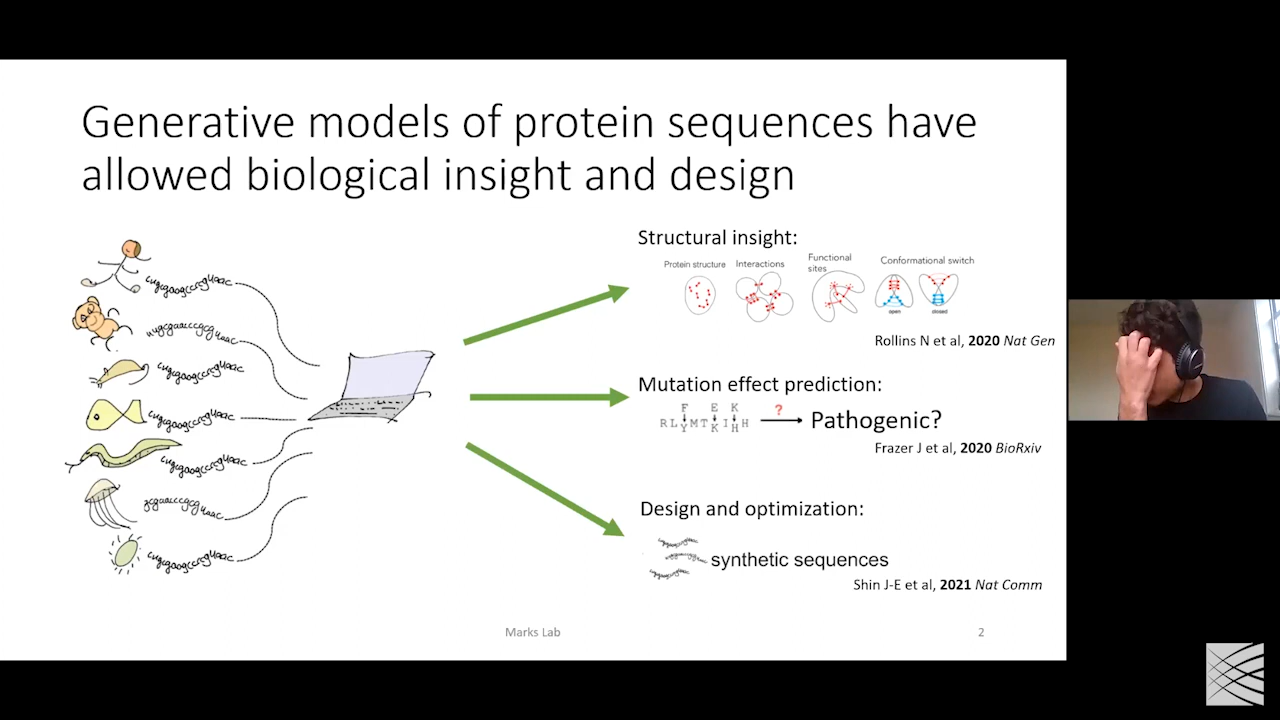 Generative models of protein sequences have
allowed biological insight and design
Structural insight:
Protein structure
Interactions
Functional
sites
Conformational switch
open
closed
Rollins N et al, 2020 Nat Gen
Mutation effect prediction:
F E K
RLYMTKIHH
?
Pathogenic?
Frazer J et al, 2020 BioRxiv
Design and optimization:
synthetic sequences
Shin J-E et al, 2021 Nat Comm
Marks Lab
2